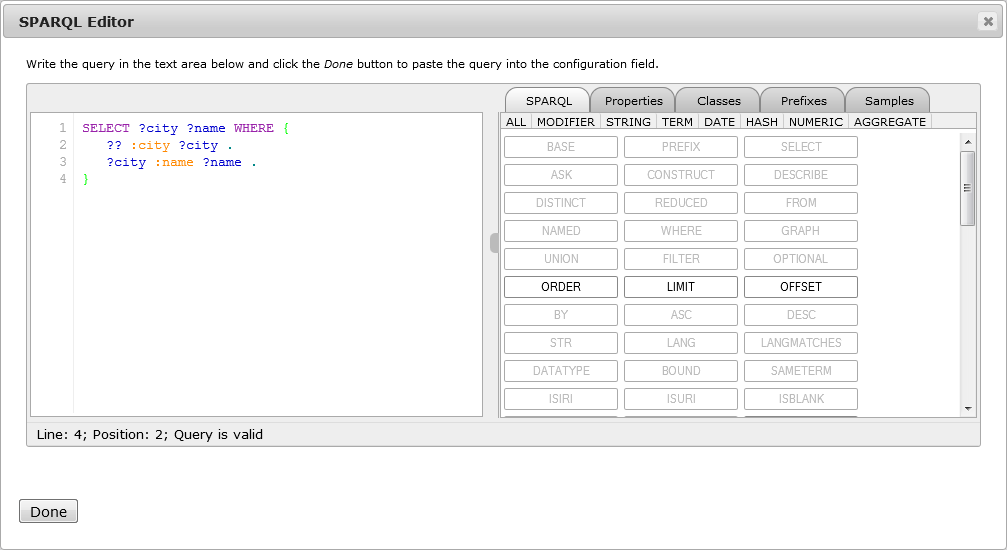 SPARQL Editor
Write the query in the text area below and click the Done button to paste the query into the configuration field.
SPARQL Properties Classes Prefixes Samples
ALL MODIFIER STRING TERM DATE HASH NUMERIC AGGREGATE
1 SELECT ?city ?name WHERE {
2 ?? :city ?city .
3 ?city :name ?name .
4 }
BASE PREFIX SELECT
ASK CONSTRUCT DESCRIBE
DISTINCT REDUCED FROM
NAMED WHERE GRAPH
UNION FILTER OPTIONAL
ORDER LIMIT OFFSET
BY ASC DESC
STR LANG LANGMATCHES
DATATYPE BOUND SAMETERM
ISIRI ISURI ISBLANK
Line: 4; Position: 2; Query is valid
Done